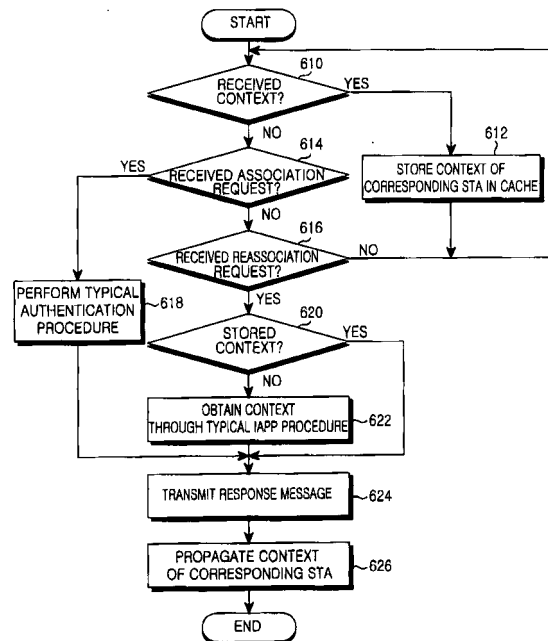 START
610
RECEIVED
CONTEXT?
YES
NO
612
STORE CONTEXT OF
CORRESPONDING STA IN CACHE
614
YES
RECEIVED ASSOCIATION
REQUEST?
NO
616
RECEIVED REASSOCIATION
REQUEST?
NO
YES
PERFORM TYPICAL
AUTHENTICATION
PROCEDURE
618
620
STORED
CONTEXT?
YES
NO
OBTAIN CONTEXT
THROUGH TYPICAL IAPP PROCEDURE
622
TRANSMIT RESPONSE MESSAGE
624
PROPAGATE CONTEXT
OF CORRESPONDING STA
626
END